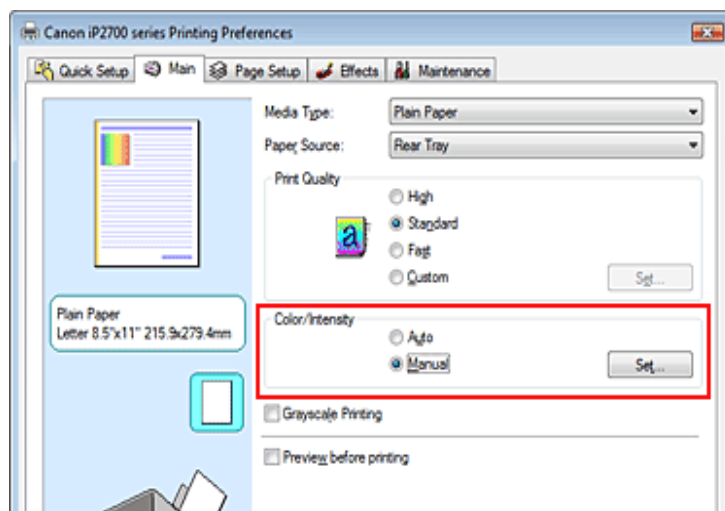 Canon iP2700 series Printing Preferences
Quick Setup Main Page Setup Effects Maintenance
Media Type: Plain Paper
Paper Source: Rear Tray
Print Quality
High
Standard
a
Fast
Custom Set...
Plain Paper
Letter 8.5"x11" 215.9x279.4mm
Color/Intensity
Auto
Manual Set...
Grayscale Printing
Preview before printing